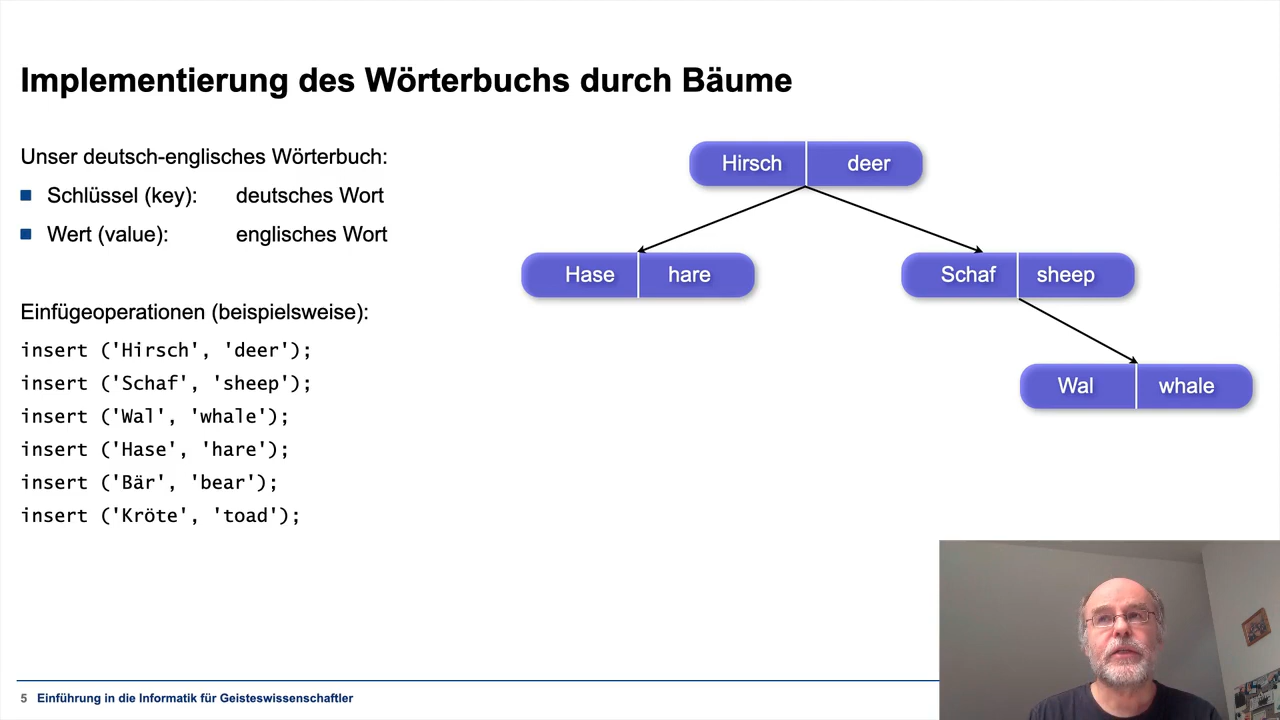 Implementierung des Wörterbuchs durch Bäume
Unser deutsch-englisches Wörterbuch:
Schlüssel (key): deutsches Wort
Wert (value): englisches Wort
Einfügeoperationen (beispielsweise):
insert ('Hirsch', 'deer');
insert ('Schaf', 'sheep');
insert ('Wal', 'whale');
insert ('Hase', 'hare');
insert ('Bär', 'bear');
insert ('Kröte', 'toad');
Hirsch deer
Hase hare
Schaf sheep
Wal whale
5 Einführung in die Informatik für Geisteswissenschaftler